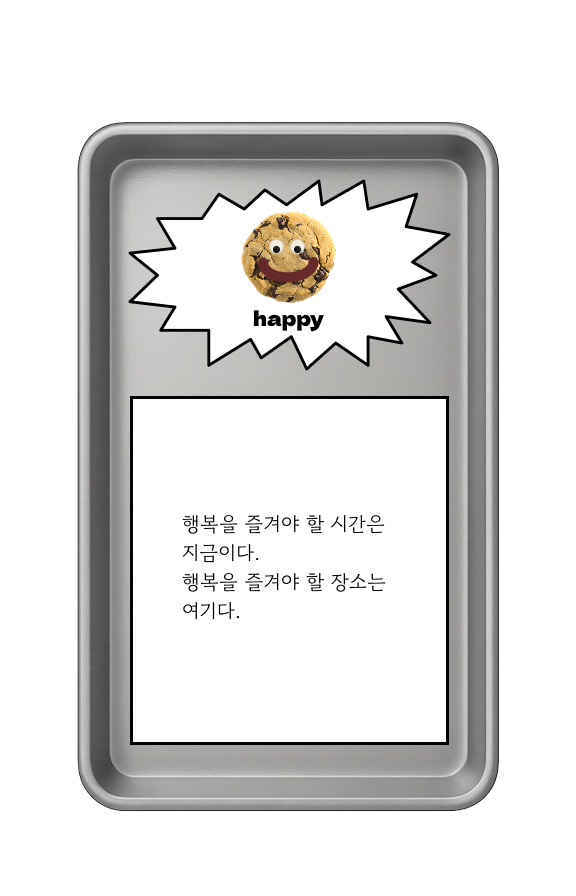 happy
행복을 즐겨야 할 시간은
지금이다.
행복을 즐겨야 할 장소는
여기다.